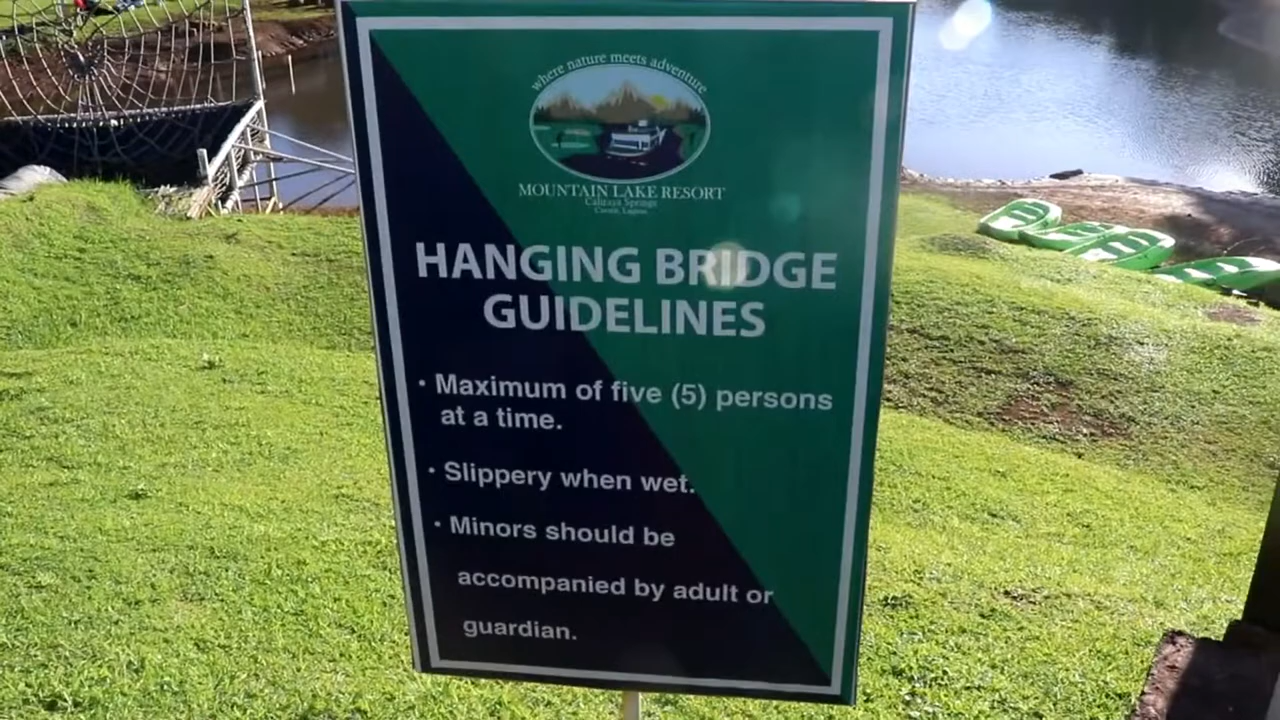 where nature meets adventure
MOUNTAIN LAKE RESORT
Caliraya Springs
Cavinti, Laguna
HANGING BRIDGE
GUIDELINES
• Maximum of five (5) persons
at a time.
• Slippery when wet.
• Minors should be
accompanied by adult or
guardian.